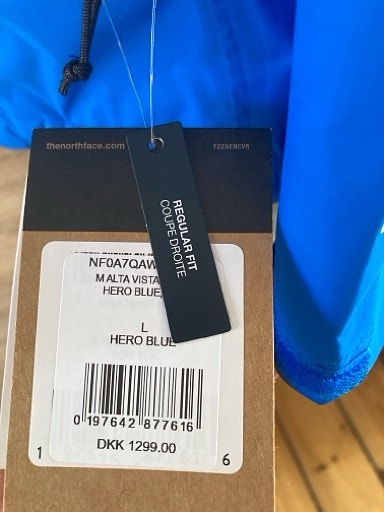 thenorthface.com
F22GENCVR
REGULAR FIT
COUPE DROITE
NF0A7QAW
M ALTA VISTA
HERO BLUE,
L
HERO BLUE
0 197642 877616
DKK 1299.00
1 6